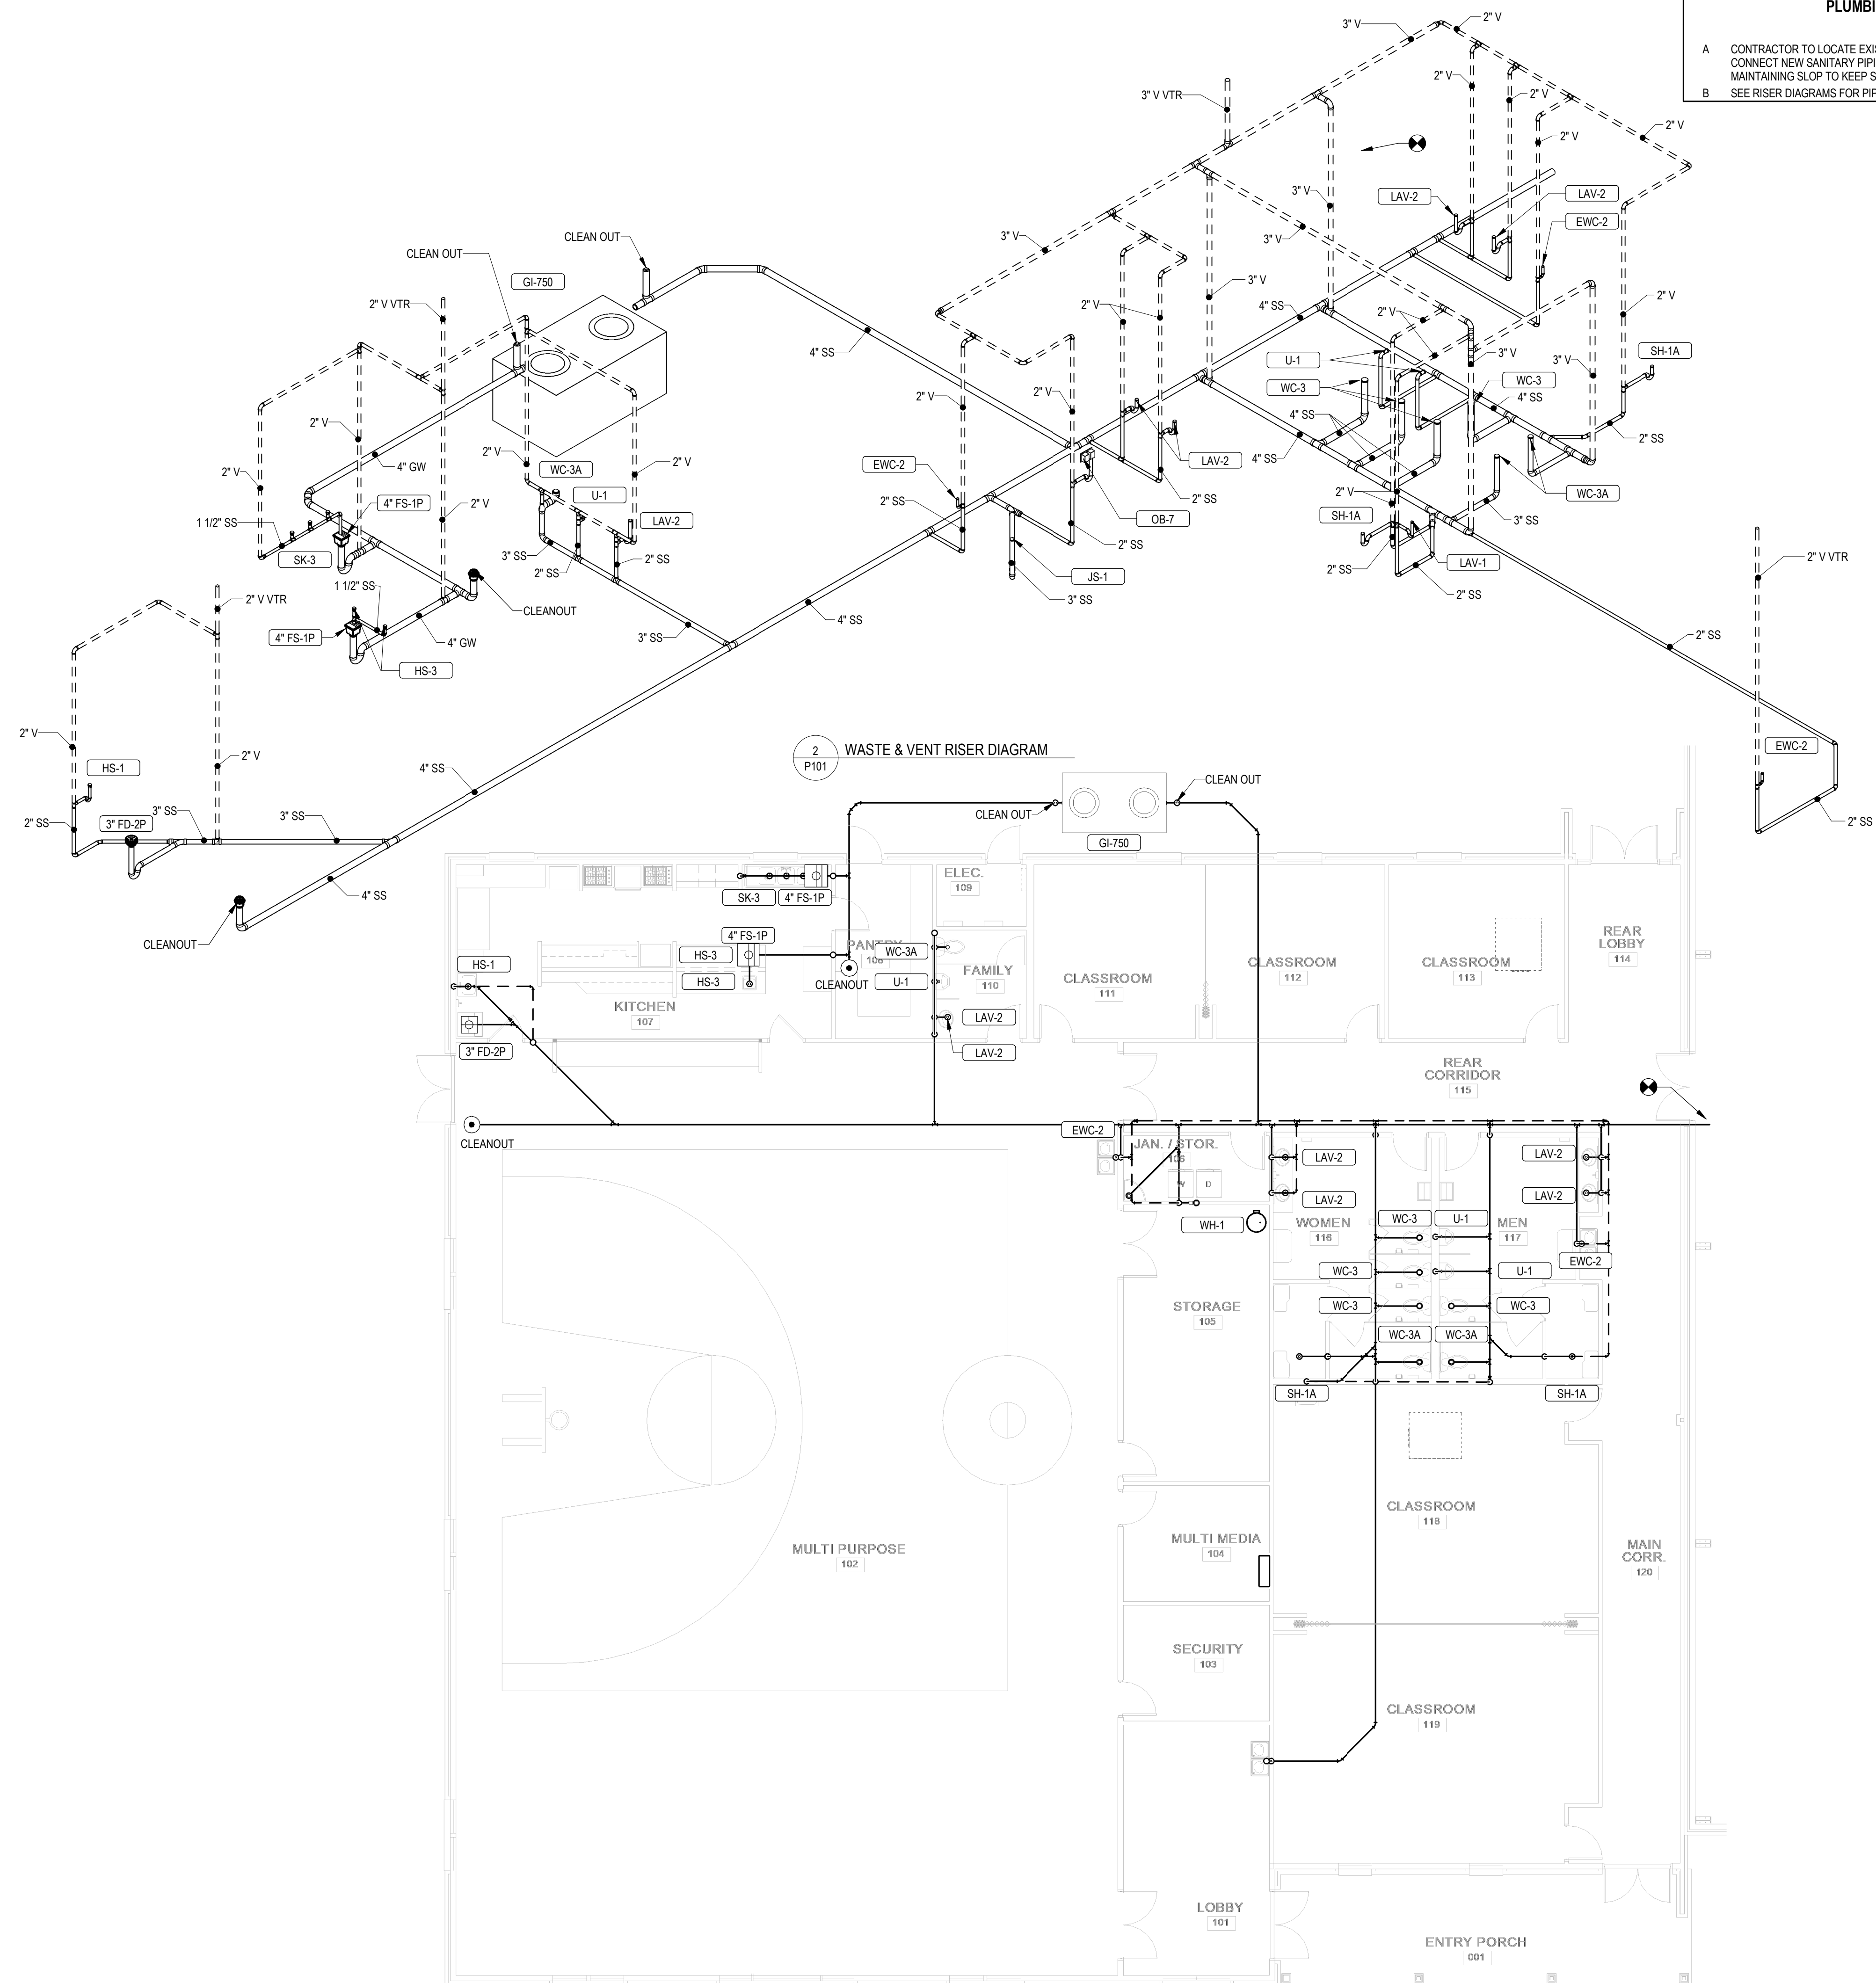 PLUMBI
A CONTRACTOR TO LOCATE EXIS
CONNECT NEW SANITARY PIPI
MAINTAINING SLOP TO KEEP S
B SEE RISER DIAGRAMS FOR PIP
3" V
2" V
2" V
2" V
3" V VTR
2" V
2" V
LAV-2
LAV-2
3" V
EWC-2
3" V
3" V
CLEAN OUT
CLEAN OUT
GI-750
3" V
2" V VTR
2" V
2" V
4" SS
2" V
4" SS
U-1
3" V
SH-1A
3" V
WC-3
WC-3
4" SS
2" V
2" V
4" SS
2" V
2" SS
2" V
4" GW
2" V
WC-3A
2" V
EWC-2
LAV-2
4" SS
2" V
4" FS-1P
U-1
2" V
2" SS
2" SS
2" V
WC-3A
1 1/2" SS
LAV-2
OB-7
SH-1A
3" SS
SK-3
3" SS
2" SS
2" SS
2" SS
JS-1
2" SS
LAV-1
2" V VTR
1 1/2" SS
CLEANOUT
3" SS
2" SS
2" V VTR
4" FS-1P
4" GW
3" SS
4" SS
2" SS
HS-3
2" V
2" V
EWC-2
HS-1
4" SS
2" SS
3" FD-2P
3" SS
3" SS
2" SS
4" SS
CLEANOUT
2
P101
WASTE & VENT RISER DIAGRAM
CLEAN OUT
CLEAN OUT
GI-750
ELEC.
109
SK-3
4" FS-1P
4" FS-1P
HS-3
HS-3
PANTRY
108
WC-3A
U-1
FAMILY
110
CLEANOUT
HS-1
KITCHEN
107
LAV-2
LAV-2
3" FD-2P
CLASSROOM
111
CLASSROOM
112
CLASSROOM
113
REAR
LOBBY
114
REAR
CORRIDOR
115
CLEANOUT
EWC-2
JAN. / STOR.
106
W
D
LAV-2
LAV-2
LAV-2
LAV-2
WH-1
WOMEN
116
WC-3
U-1
MEN
117
EWC-2
WC-3
U-1
WC-3
WC-3
STORAGE
105
WC-3A
WC-3A
SH-1A
SH-1A
CLASSROOM
118
MULTI PURPOSE
102
MULTI MEDIA
104
MAIN
CORR.
120
SECURITY
103
CLASSROOM
119
LOBBY
101
ENTRY PORCH
001